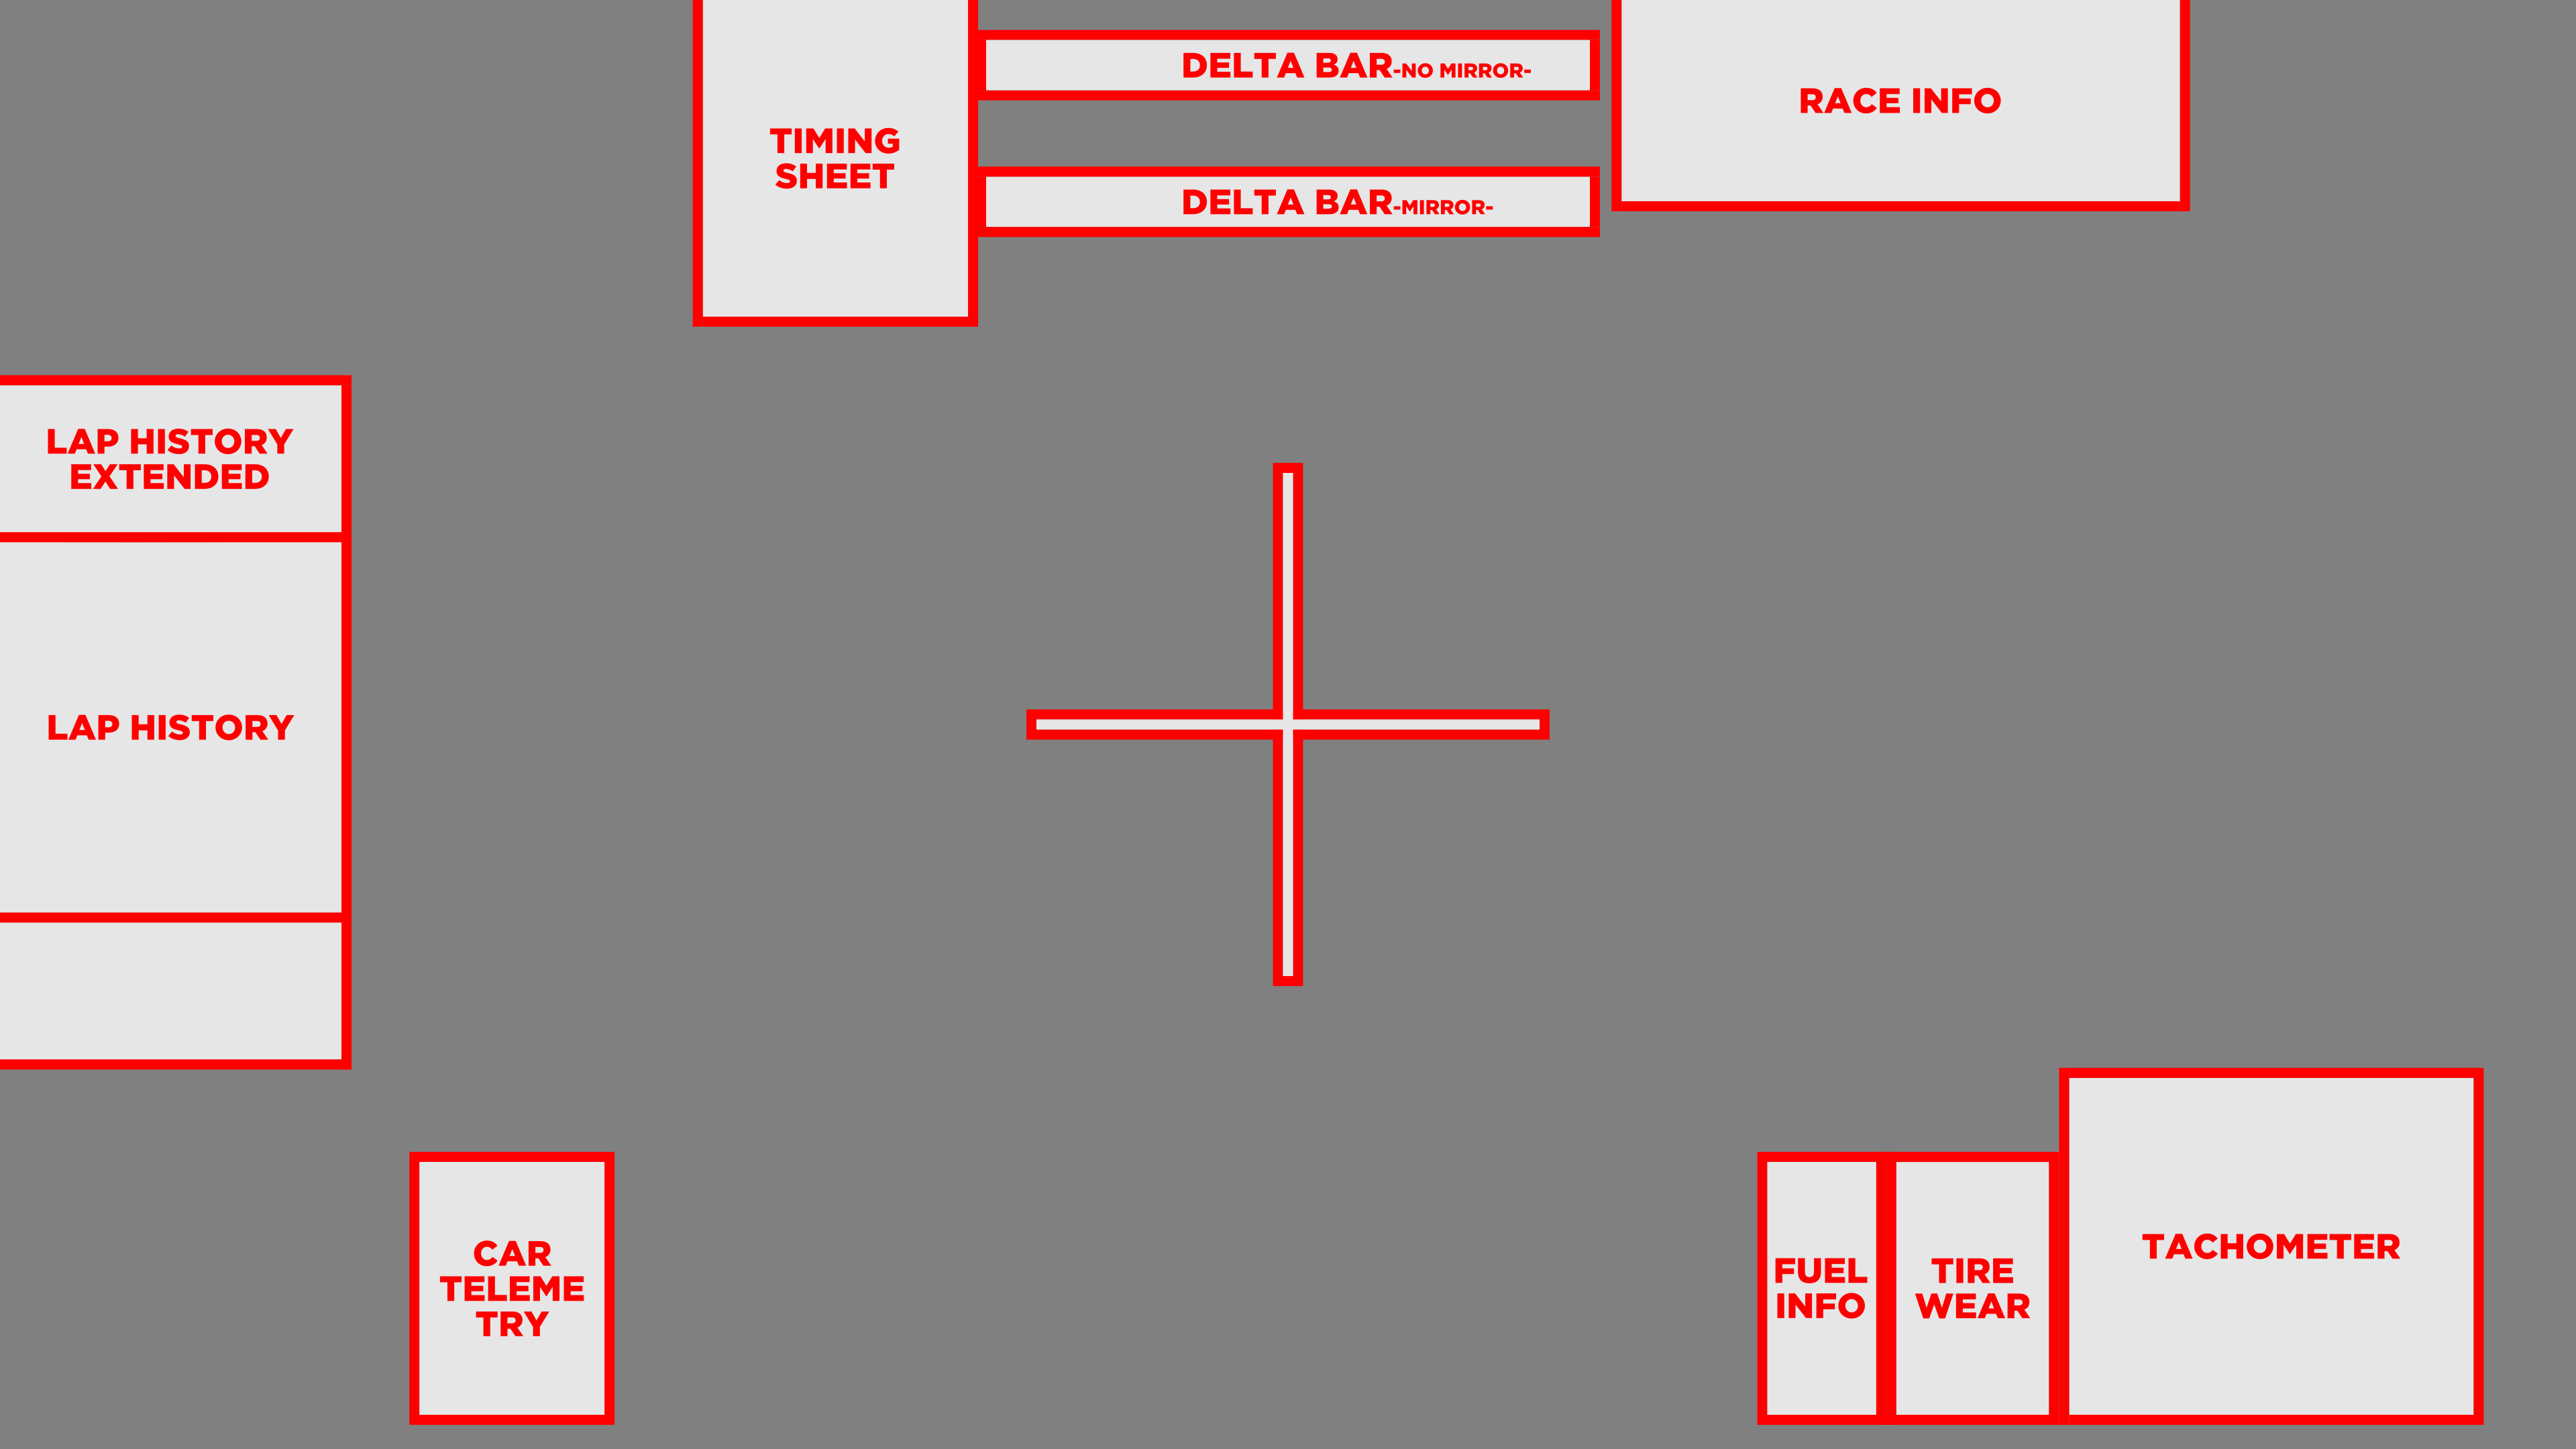 DELTA BAR-NO MIRROR-
RACE INFO
TIMING
SHEET
DELTA BAR-MIRROR-
LAP HISTORY
EXTENDED
LAP HISTORY
CAR
TELEME
TRY
FUEL
INFO
TIRE
WEAR
TACHOMETER